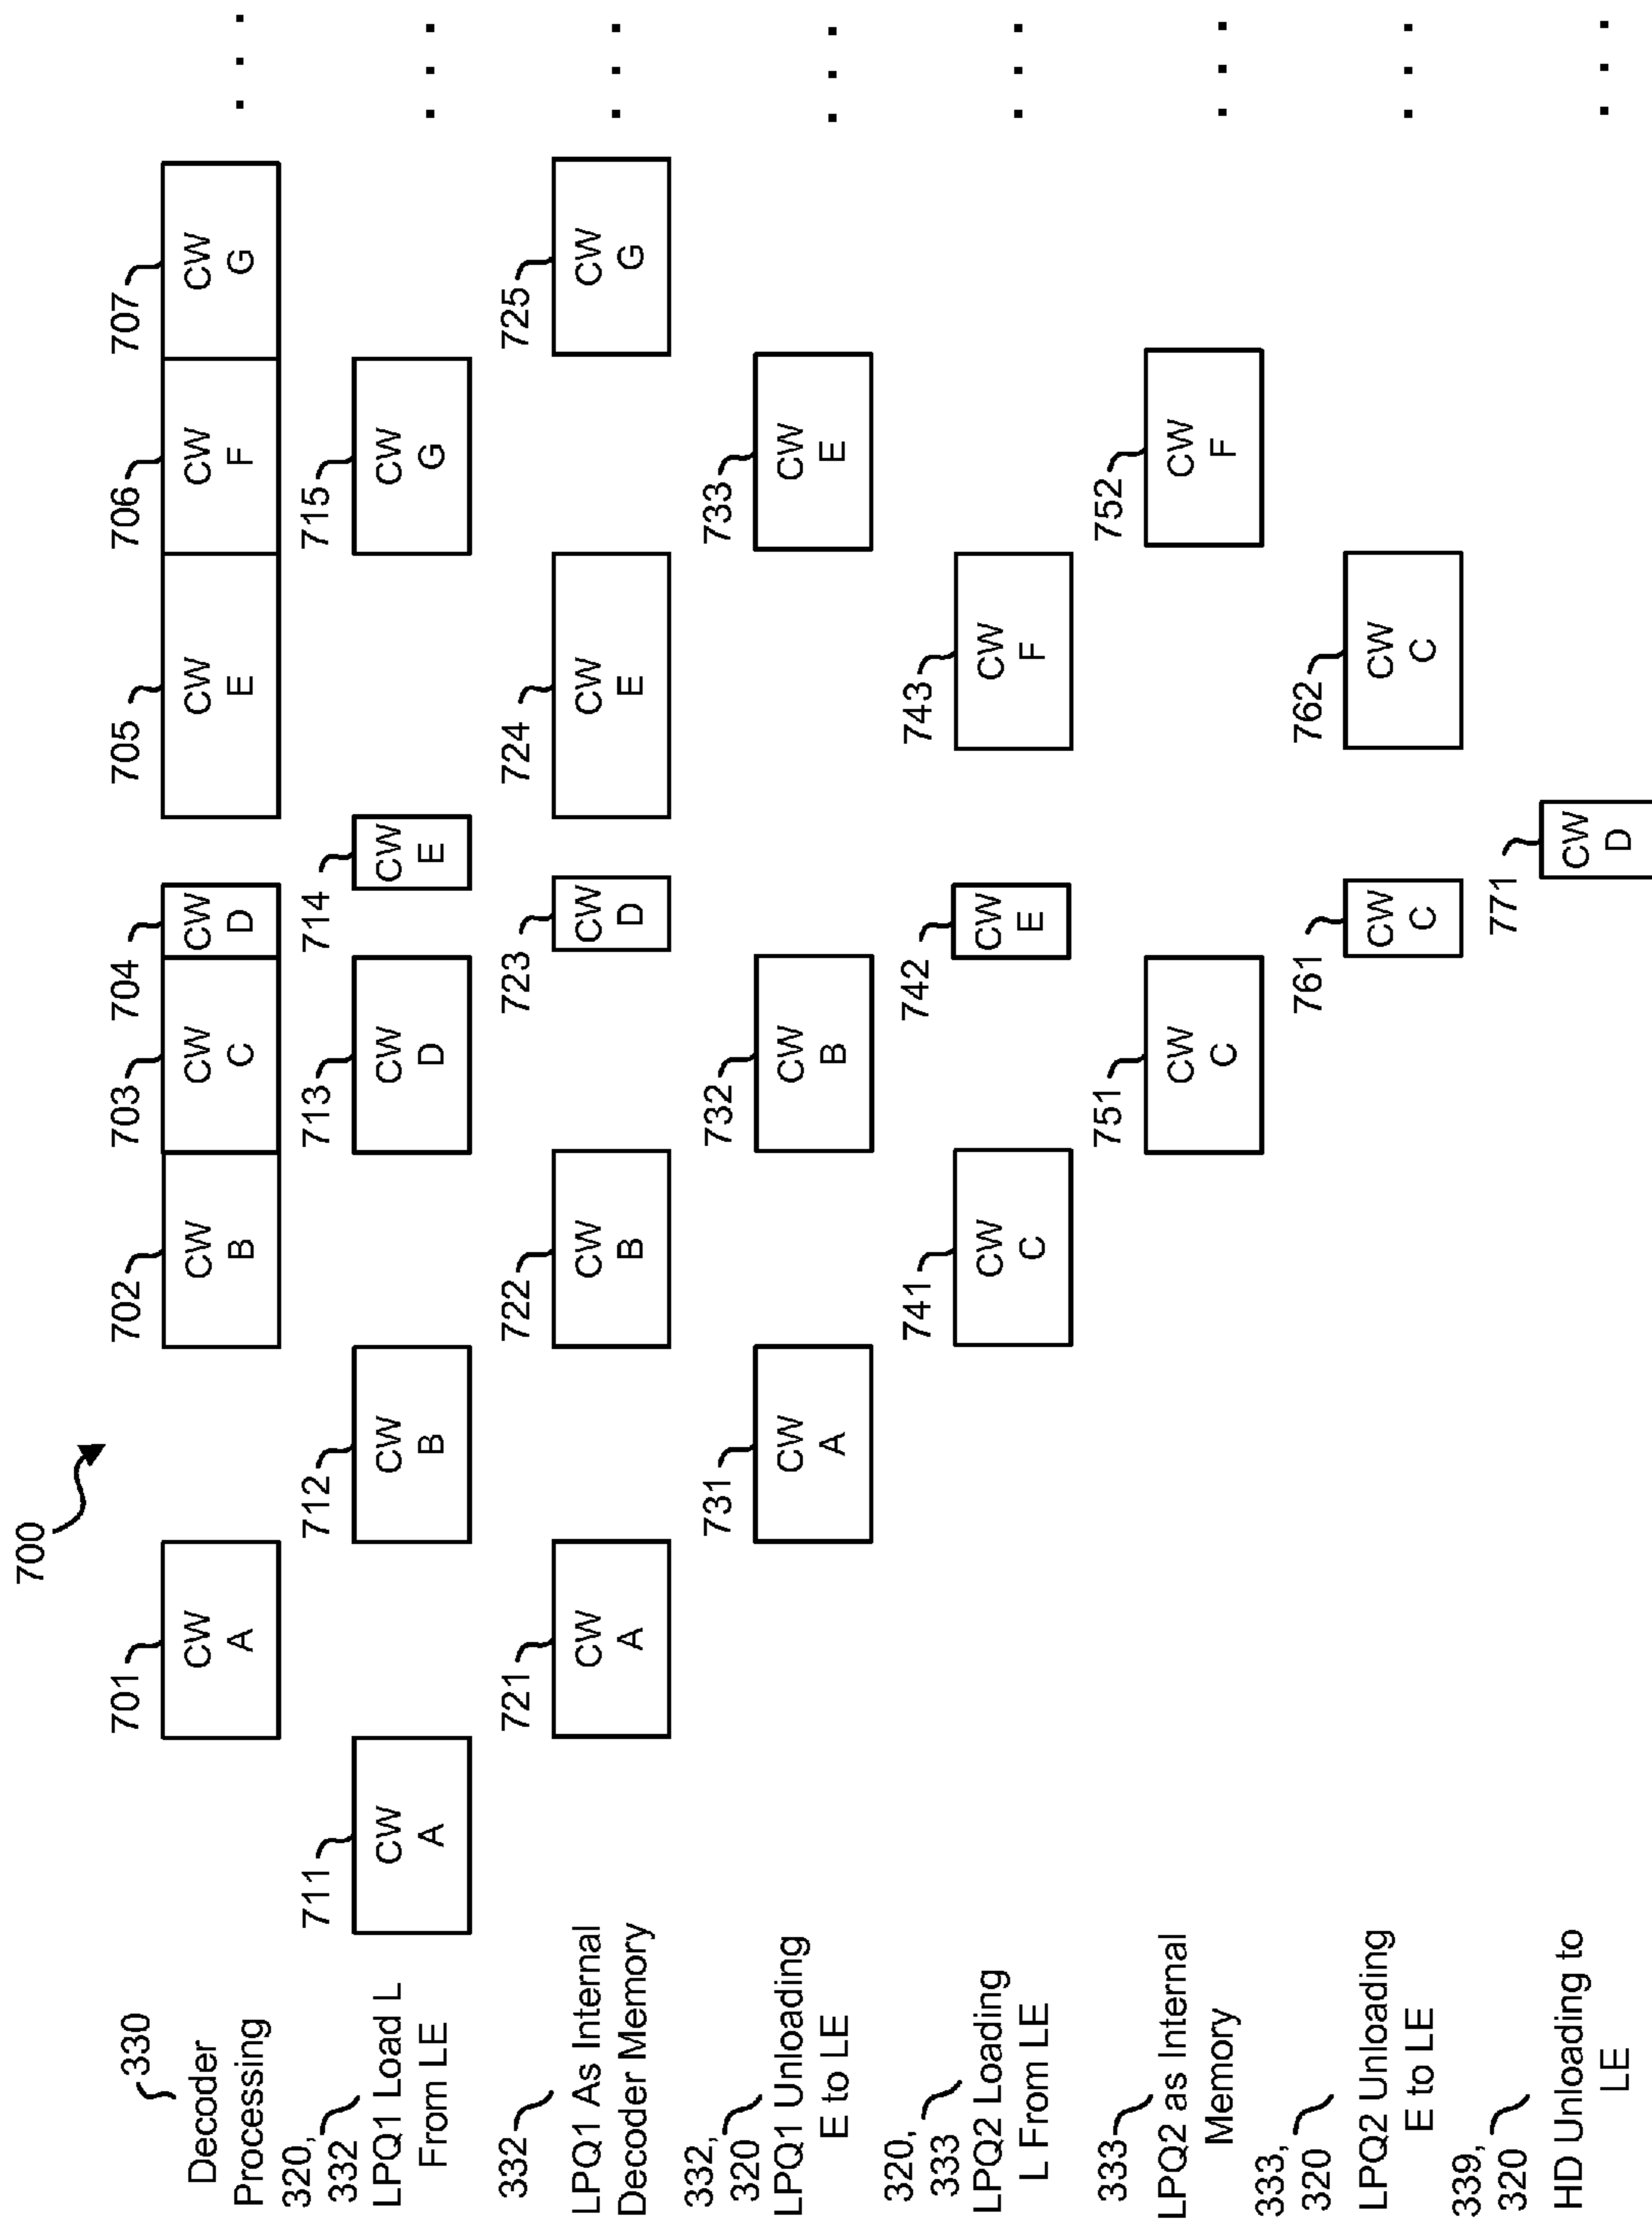 700
330
Decoder
Processing
701
CW
A
702
CW
B
703
CW
C
704
CW
D
705
CW
E
706
CW
F
707
CW
G
. . .
320,
332
LPQ1 Load L
From LE
711
CW
A
712
CW
B
713
CW
D
714
CW
E
715
CW
G
. . .
332
LPQ1 As Internal
Decoder Memory
721
CW
A
722
CW
B
723
CW
D
724
CW
E
725
CW
G
. . .
332,
320
LPQ1 Unloading
E to LE
731
CW
A
732
CW
B
733
CW
E
. . .
320,
333
LPQ2 Loading
L From LE
741
CW
C
742
CW
E
743
CW
F
. . .
333
LPQ2 as Internal
Memory
751
CW
C
752
CW
F
. . .
333,
320
LPQ2 Unloading
E to LE
761
CW
C
762
CW
C
. . .
339,
320
HD Unloading to
LE
771
CW
D
. . .